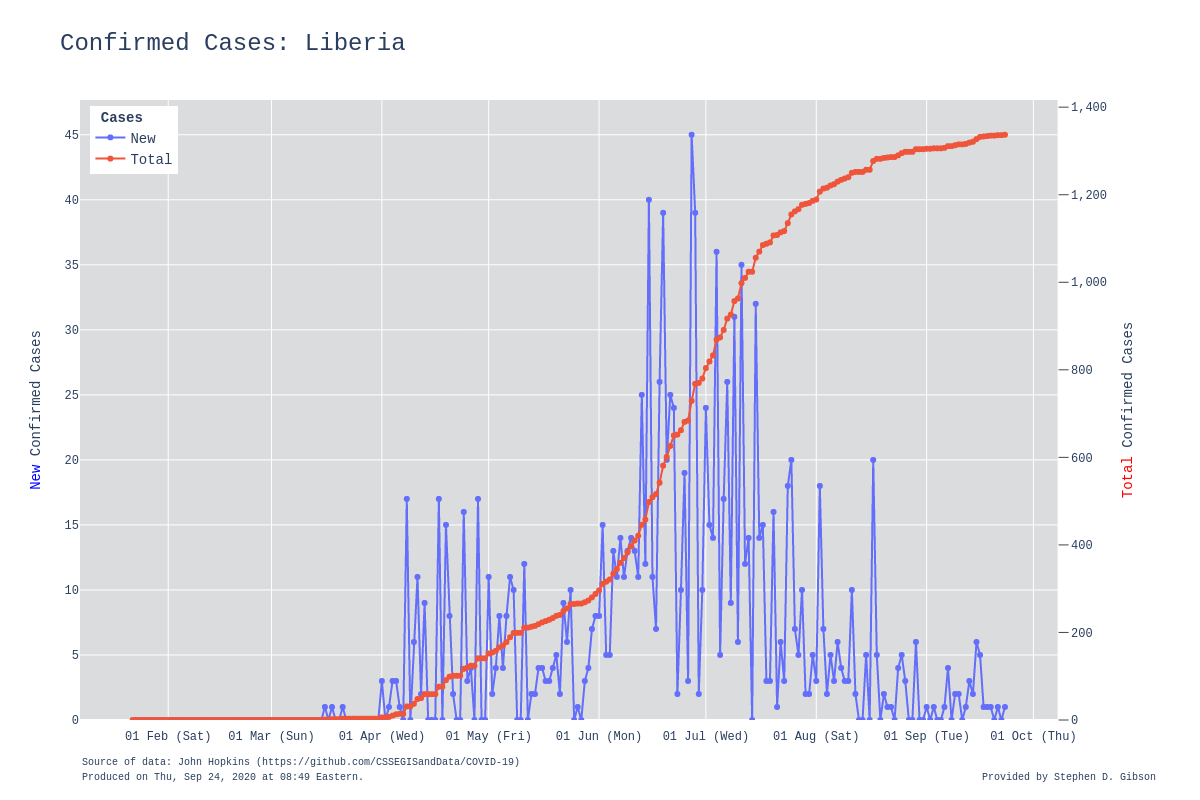 Confirmed Cases: Liberia
Cases
New
Total
45
40
35
30
25
20
15
10
5
0
1,400
1,200
1,000
800
600
400
200
0
New Confirmed Cases
Total Confirmed Cases
01 Feb (Sat) 01 Mar (Sun) 01 Apr (Wed) 01 May (Fri) 01 Jun (Mon) 01 Jul (Wed) 01 Aug (Sat) 01 Sep (Tue) 01 Oct (Thu)
Source of data: John Hopkins (https://github.com/CSSEGISandData/COVID-19)
Produced on Thu, Sep 24, 2020 at 08:49 Eastern.
Provided by Stephen D. Gibson